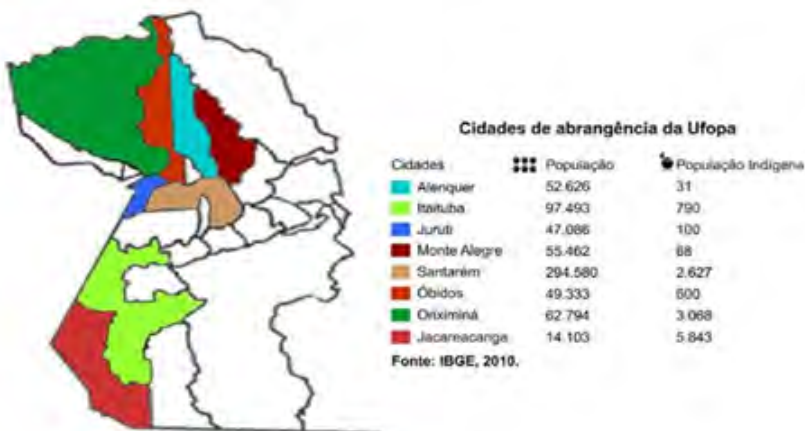 Cidades de abrangência da Ufopa
Cidades População População Indígena
Alenquer 52.626 31
Itaituba 97.493 790
Juruti 47.086 100
Monte Alegre 55.462 68
Santarém 294.580 2.627
Óbidos 49.333 600
Oriximiná 62.794 3.068
Jacareacanga 14.103 5.843
Fonte: IBGE, 2010.